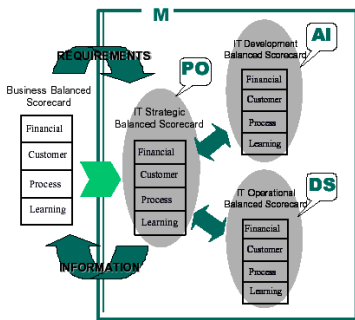 M
REQUIREMENTS
Business Balanced
Scorecard
Financial
Customer
Process
Learning
INFORMATION
PO
IT Strategic
Balanced Scorecard
Financial
Customer
Process
Learning
AI
IT Development
Balanced Scorecard
Financial
Customer
Process
Learning
DS
IT Operational
Balanced Scorecard
Financial
Customer
Process
Learning